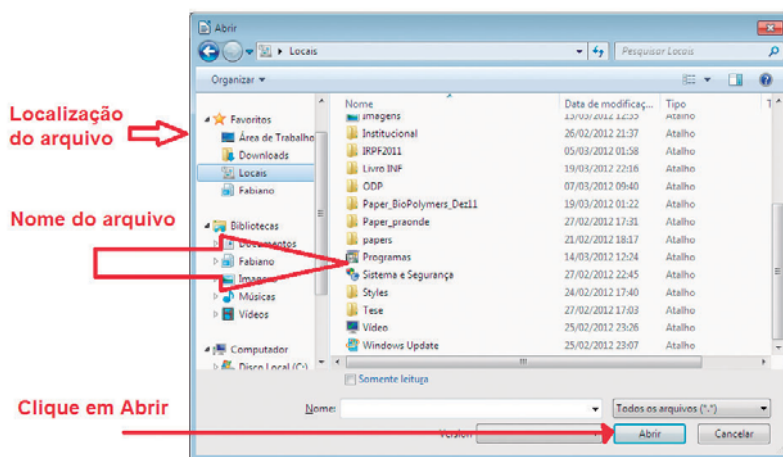 Abrir
Locais
Pesquisar Locais
Organizar
Localização
do arquivo
Nome do arquivo
Clique em Abrir
Favoritos
Área de Trabalho
Downloads
Locais
Fabiano
Bibliotecas
Documentos
Fabiano
Imagens
Músicas
Vídeos
Computador
Disco Local (C:)
Nome Data de modificaç... Tipo T
Imagens 13/03/2012 12:55 Atalho
Institucional 26/02/2012 21:37 Atalho
IRPF2011 05/03/2012 01:58 Atalho
Livro INF 19/03/2012 22:16 Atalho
ODP 07/03/2012 09:40 Atalho
Paper_BioPolymers_Dez11 19/03/2012 01:22 Atalho
Paper_praonde 27/02/2012 17:31 Atalho
papers 21/02/2012 18:17 Atalho
Programas 14/03/2012 12:24 Atalho
Sistema e Segurança 27/02/2012 22:45 Atalho
Styles 24/02/2012 17:40 Atalho
Tese 27/02/2012 17:03 Atalho
Vídeo 25/02/2012 23:26 Atalho
Windows Update 25/02/2012 23:07 Atalho
Somente leitura
Nome:
Todos os arquivos (*.*)
Version
Abrir
Cancelar